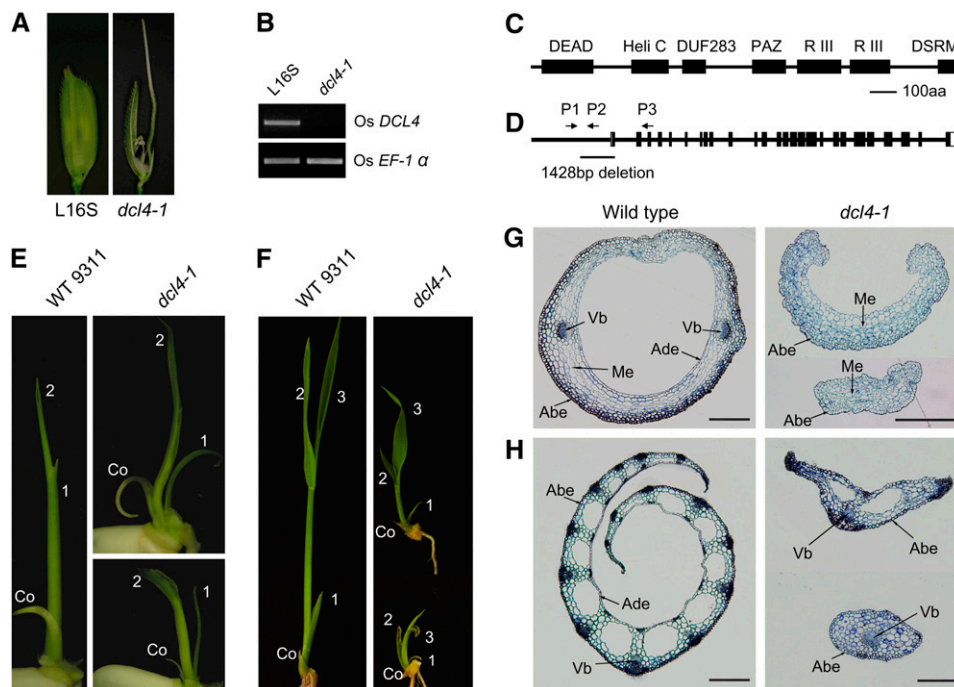 A
L16S
dcl4-1
B
L16S
dcl4-1
Os DCL4
Os EF-1 α
C
DEAD
Heli C
DUF283
PAZ
R III
R III
DSRM
100aa
D
P1
P2
P3
1428bp deletion
E
WT 9311
dcl4-1
2
1
Co
2
1
Co
2
1
Co
F
WT 9311
dcl4-1
2
3
1
Co
3
2
1
Co
2
3
1
Co
Wild type
dcl4-1
G
Vb
Vb
Ade
Me
Abe
Me
Abe
Me
Abe
H
Abe
Ade
Vb
Vb
Abe
Vb
Abe